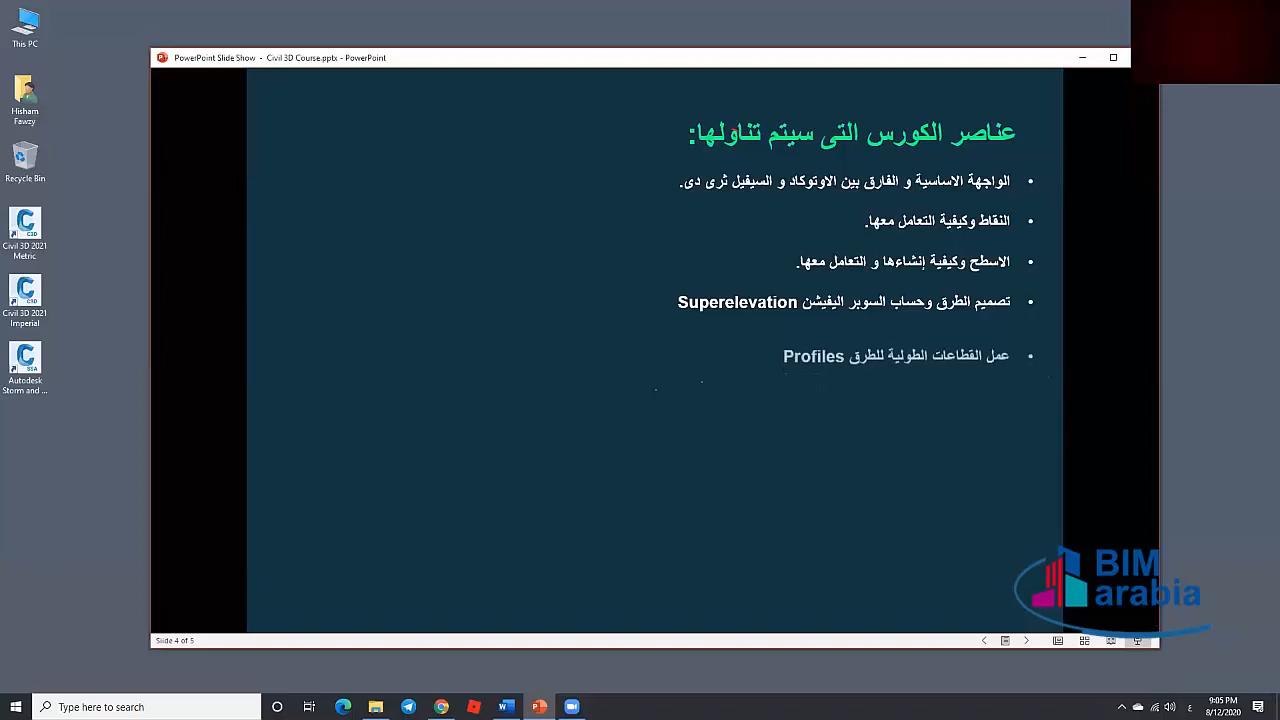 This PC
PowerPoint Slide Show - Civil 3D Course.pptx - PowerPoint
Hisham
Fawzy
عناصر الكورس التى سيتم تناولها:
Recycle Bin
• الواجهة الاساسية و الفارق بين الاوتوكاد و السيفيل ثرى دى.
• النقاط وكيفية التعامل معها.
Civil 3D 2021
Metric
• الاسطح وكيفية إنشاءها و التعامل معها.
• تصميم الطرق وحساب السوبر اليفيشن Superelevation
Civil 3D 2021
Imperial
• عمل القطاعات الطولية للطرق Profiles
Autodesk
Storm and ...
BIM
arabia
Slide 4 of 5
Type here to search
9:05 PM
8/12/2020
ع